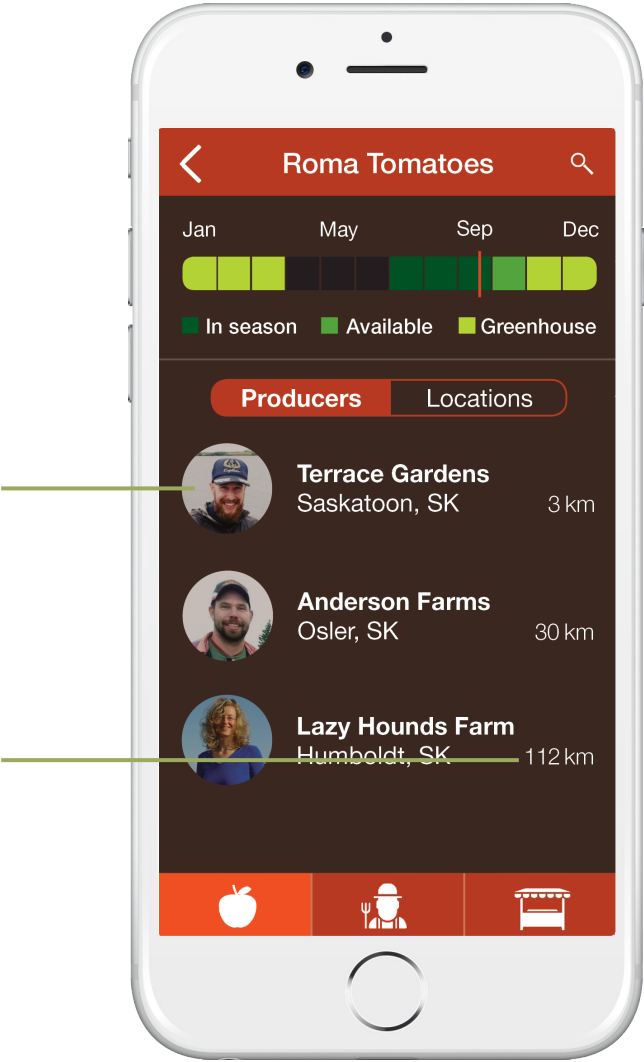 Roma Tomatoes
Jan May Sep Dec
In season Available Greenhouse
Producers Locations
Terrace Gardens
Saskatoon, SK 3 km
Anderson Farms
Osler, SK 30 km
Lazy Hounds Farm
Humboldt, SK 112 km